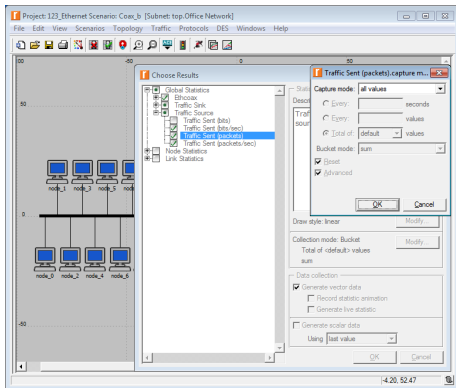 Project: 123_Ethernet Scenario: Coax_ [Subnet: top.Office Network]
File Edit View Scenarios Topology Traffic Protocols DES Windows Help
-50 0 50
Choose Results
Traffic Sent (packets).capture m...
Global Statistics
Ethcoax
Traffic Sink
Traffic Source
Traffic Sent (bits)
Traffic Sent (bits/sec)
Traffic Sent (packets)
Traffic Sent (packets/sec)
Node Statistics
Link Statistics
Capture mode: all values
Every: seconds
Every: values
Total of: default values
Bucket mode: sum
Reset
Advanced
OK Cancel
50
node_1 node_3 node_5
0
node_0 node_2 node_4 node_6
-50
Draw style: linear Modify...
Collection mode: Bucket Modify...
Total of <default> values
sum
Data collection
Generate vector data
Record statistic animation
Generate live statistic
Generate scalar data
Using last value
OK Cancel
-4.20, 52.47